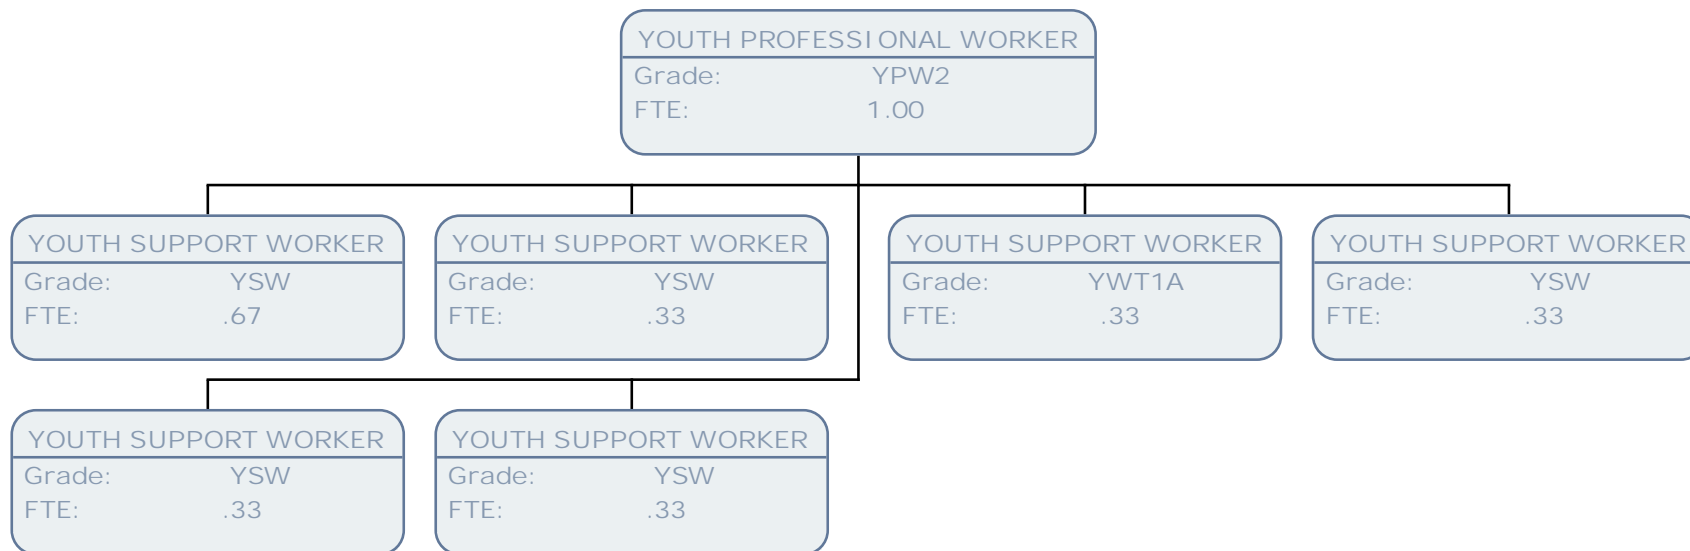 YOUTH PROFESSIONAL WORKER
Grade: YPW2
FTE: 1.00
YOUTH SUPPORT WORKER
Grade: YSW
FTE: .67
YOUTH SUPPORT WORKER
Grade: YSW
FTE: .33
YOUTH SUPPORT WORKER
Grade: YWT1A
FTE: .33
YOUTH SUPPORT WORKER
Grade: YSW
FTE: .33
YOUTH SUPPORT WORKER
Grade: YSW
FTE: .33
YOUTH SUPPORT WORKER
Grade: YSW
FTE: .33